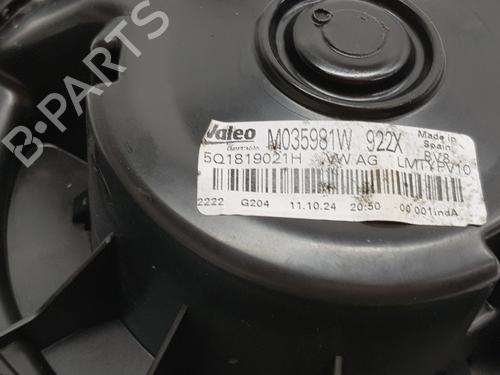 B-PARTS
Valeo M035981W 922X Made in
Spain
5Q1819021H VW AG LMTYPV10
2222 G204 11.10.24 20:50 00 001indA